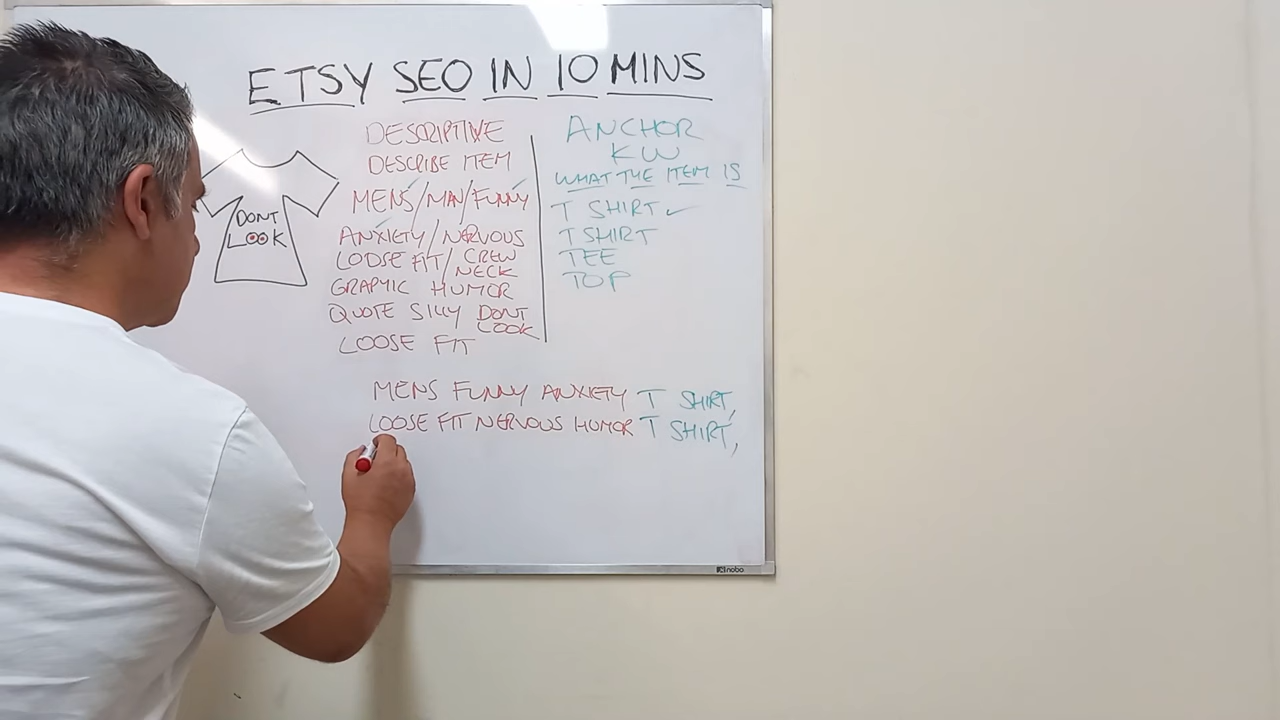 ETSY SEO IN 10 MINS
DONT
LOOK
DESCRIPTIVE
DESCRIBE ITEM
MENS/MAN/FUNNY
ANXIETY/NERVOUS
LOOSE FIT/CREW NECK
GRAPHIC HUMOR
QUOTE SILLY DONT LOOK
LOOSE FIT
ANCHOR
KW
WHAT THE ITEM IS
T SHIRT
TSHIRT
TEE
TOP
MENS FUNNY ANXIETY T SHIRT,
LOOSE FIT NERVOUS HUMOR T SHIRT,
nobo